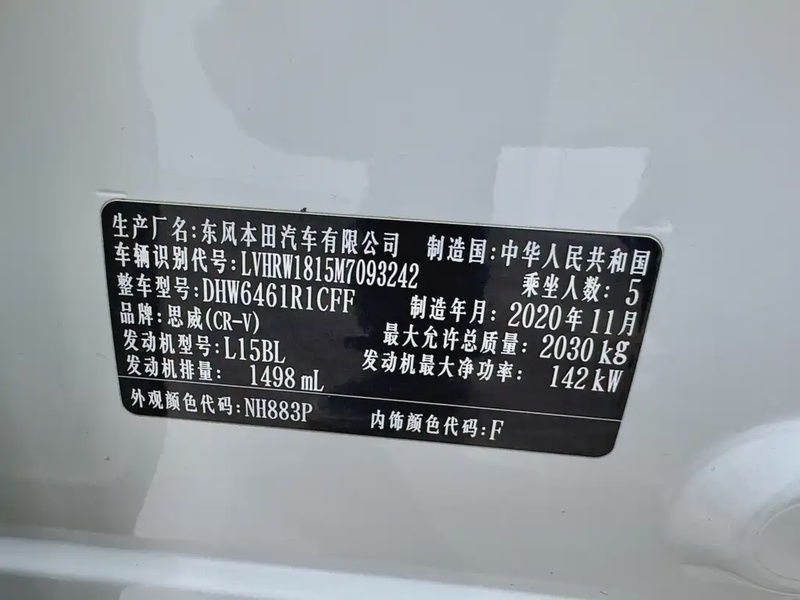 生产厂名:东风本田汽车有限公司 制造国:中华人民共和国
车辆识别代号:LVHRW1815M7093242 乘坐人数: 5
整车型号:DHW6461R1CFF 制造年月: 2020年11月
品牌:思威(CR-V) 最大允许总质量: 2030kg
发动机型号:L15BL 发动机最大净功率: 142kW
发动机排量: 1498mL
外观颜色代码:NH883P 内饰颜色代码:F